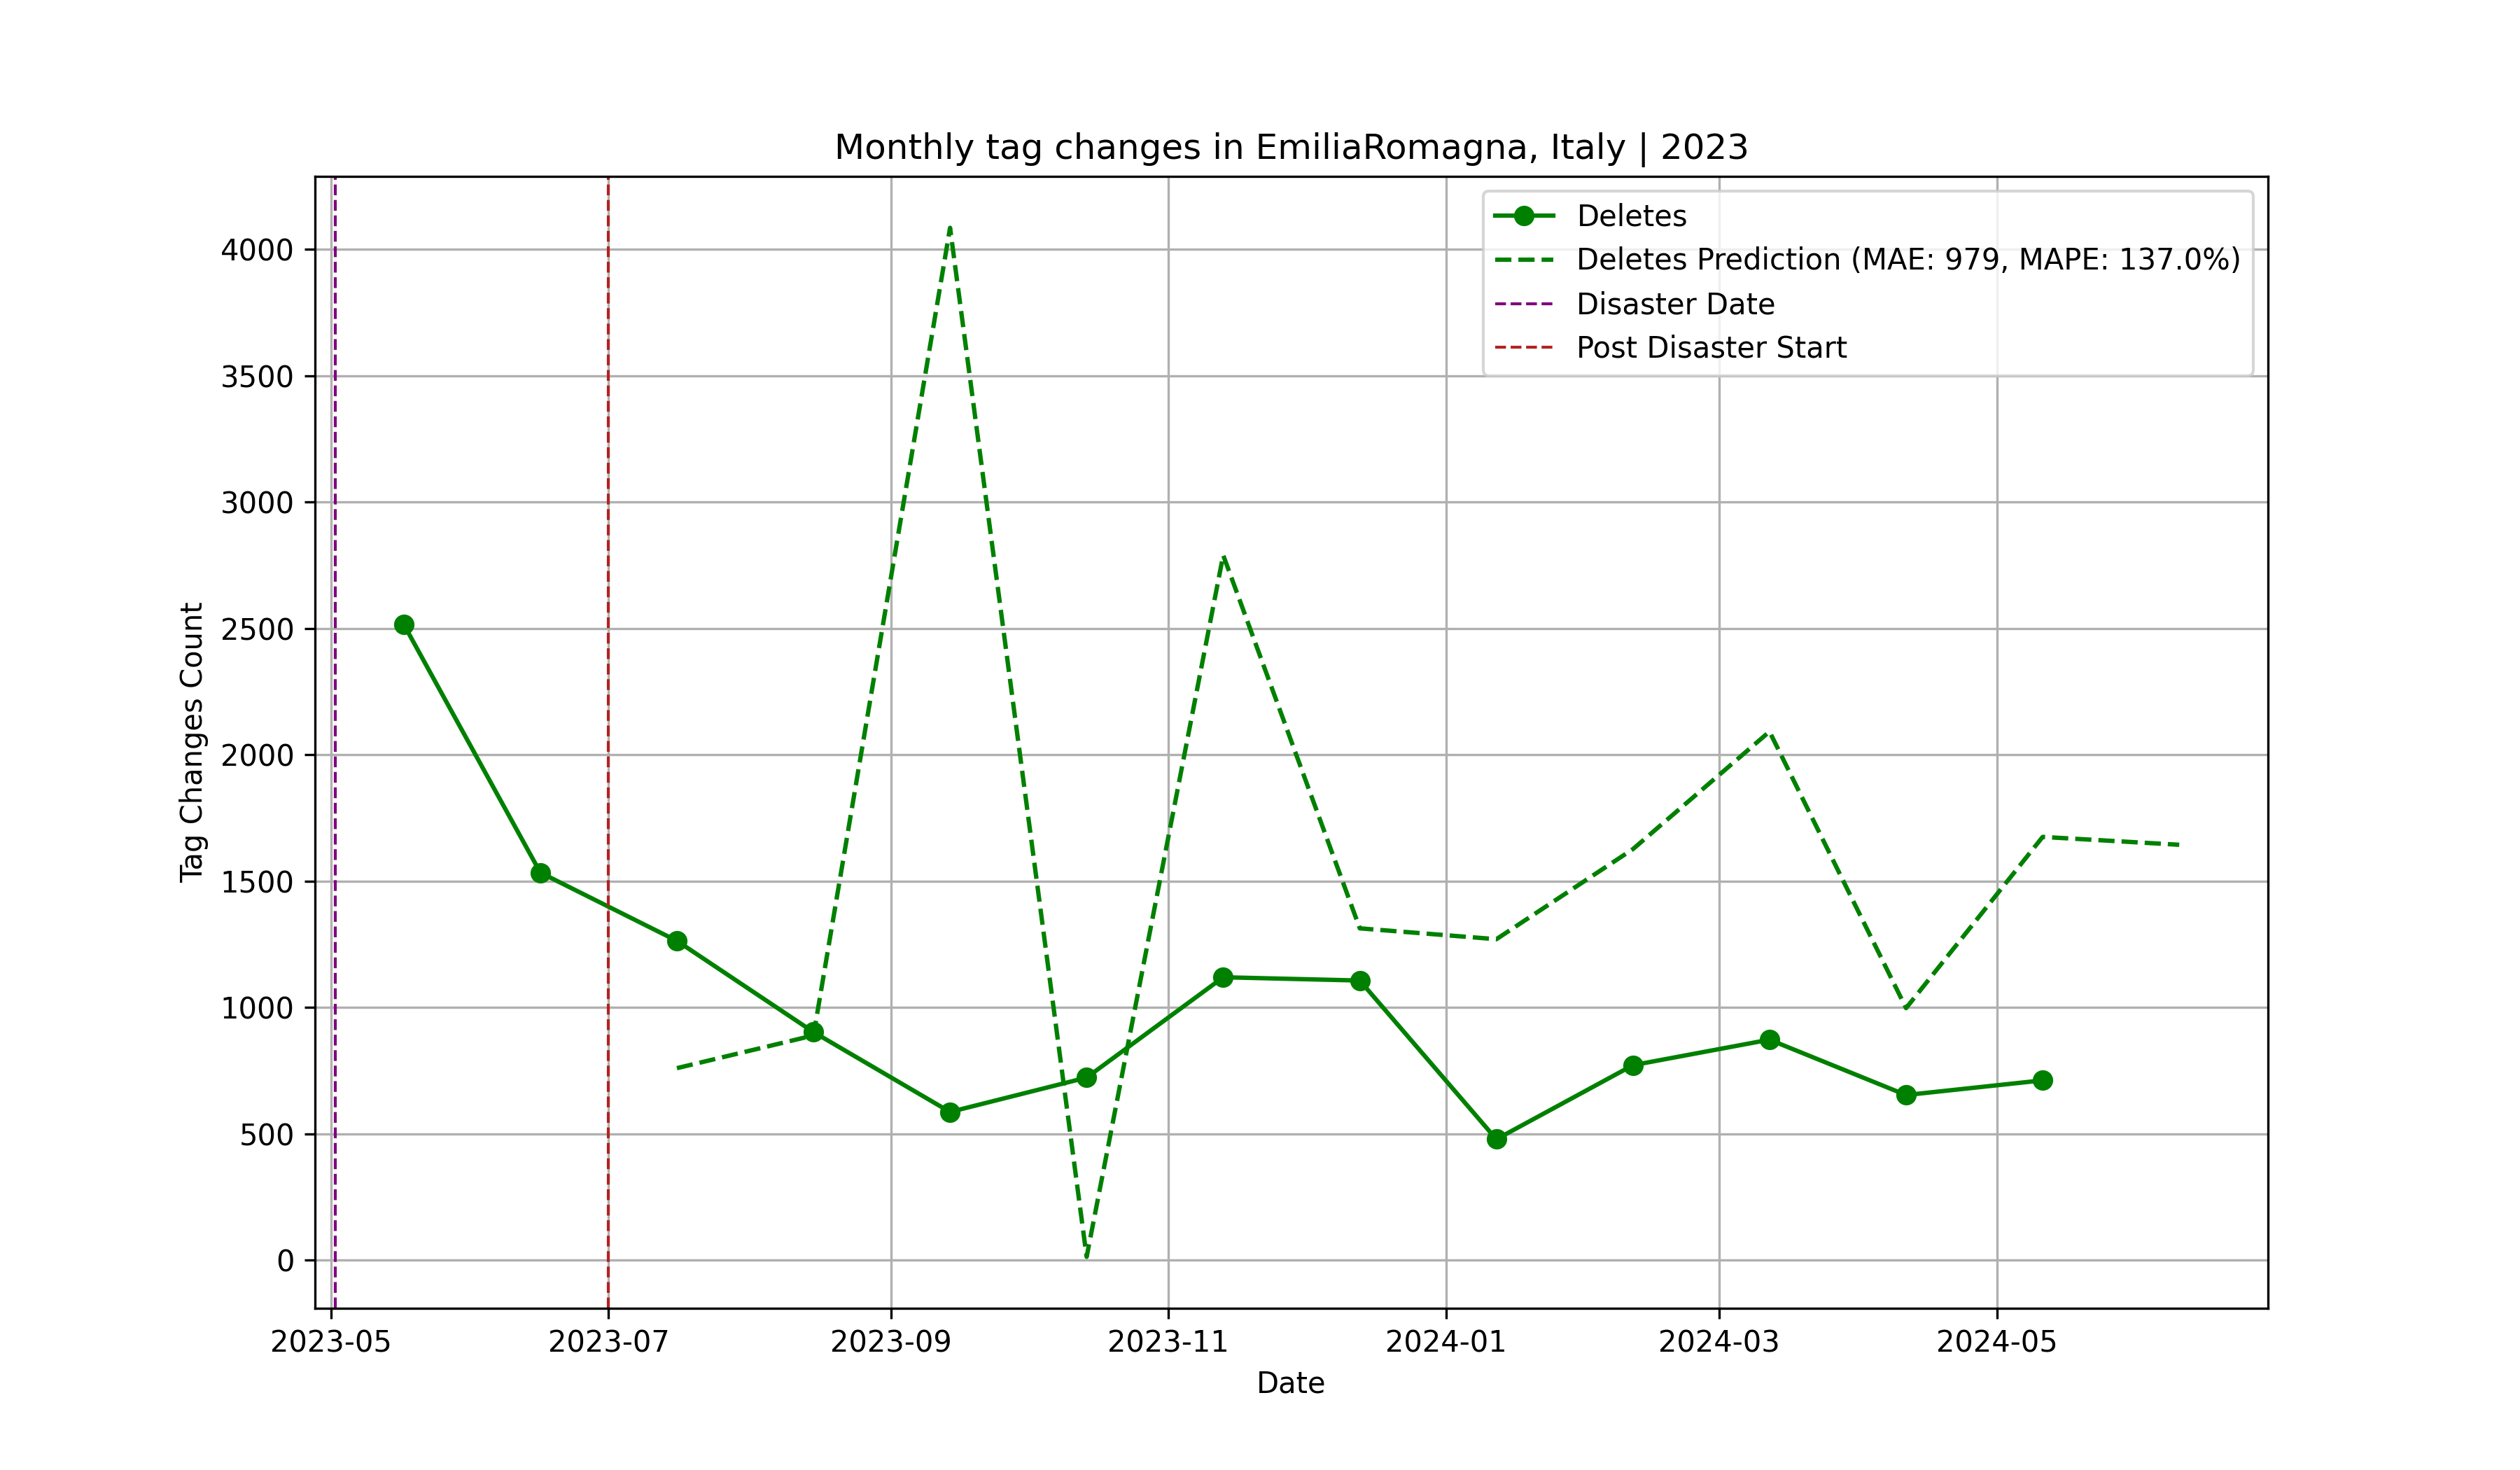 Monthly tag changes in EmiliaRomagna, Italy | 2023
Deletes
Deletes Prediction (MAE: 979, MAPE: 137.0%)
Disaster Date
Post Disaster Start
Tag Changes Count
4000
3500
3000
2500
2000
1500
1000
500
0
2023-05
2023-07
2023-09
2023-11
2024-01
2024-03
2024-05
Date